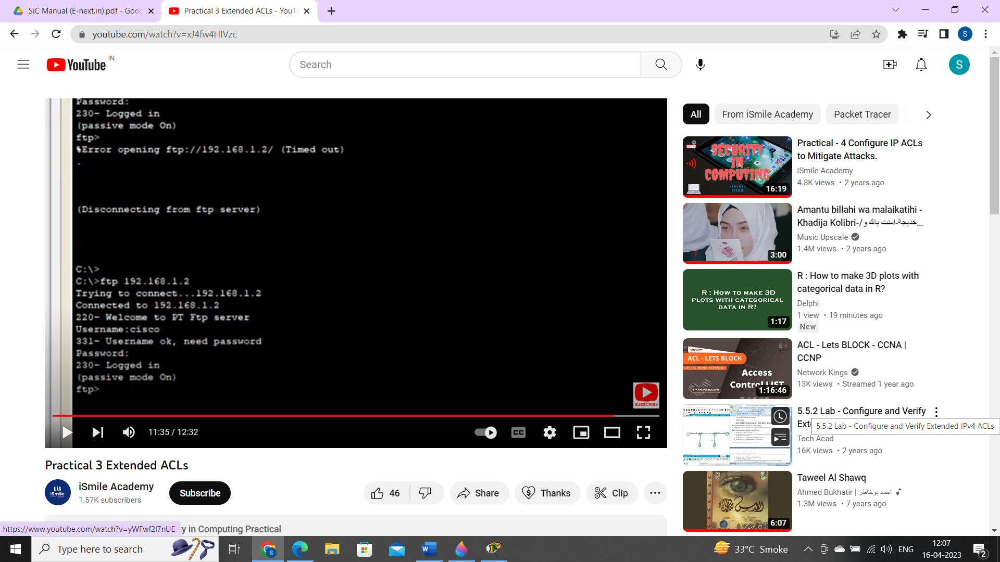 SiC Manual (E-next.in).pdf - Goog
Practical 3 Extended ACLs - YouTu
youtube.com/watch?v=xJ4fw4HIVzc
S
YouTube IN
Search
S
Password:
230- Logged in
(passive mode On)
ftp>
%Error opening ftp://192.168.1.2/ (Timed out)
.
(Disconnecting from ftp server)
C:\>
C:\>ftp 192.168.1.2
Trying to connect...192.168.1.2
Connected to 192.168.1.2
220- Welcome to PT Ftp server
Username:cisco
331- Username ok, need password
Password:
230- Logged in
(passive mode On)
ftp>
SUBSCRIBE
11:35 / 12:32
CC
Practical 3 Extended ACLs
iSmile
iSmile Academy
1.57K subscribers
Subscribe
46
Share
Thanks
Clip
https://www.youtube.com/watch?v=yWFwf2I7nUE
ty in Computing Practical
All
From iSmile Academy
Packet Tracer
SECURITY
IN
COMPUTING
CISCO
16:19
Practical - 4 Configure IP ACLs
to Mitigate Attacks.
iSmile Academy
4.8K views • 2 years ago
3:00
Amantu billahi wa malaikatihi -
Khadija Kolibri-/خديجة-امنت بالله و...
Music Upscale
1.4M views • 2 years ago
R : HOW TO MAKE 3D
PLOTS WITH CATEGORICAL
DATA IN R?
1:17
R : How to make 3D plots with
categorical data in R?
Delphi
1 view • 19 minutes ago
New
ACL - LETS BLOCK
BY INDUSTRY EXPERTS
Access
Control LIST
www.nwkings.com
1:16:46
ACL - Lets BLOCK - CCNA |
CCNP
Network Kings
13K views • Streamed 1 year ago
5.5.2 Lab - Configure and Verify
Exte
5.5.2 Lab - Configure and Verify Extended IPv4 ACLs
Tech Acad
16K views • 2 years ago
6:07
Taweel Al Shawq
Ahmed Bukhatir | احمد بوخاطر
1.3M views • 7 years ago
Type here to search
33°C Smoke
ENG
12:07
16-04-2023
2